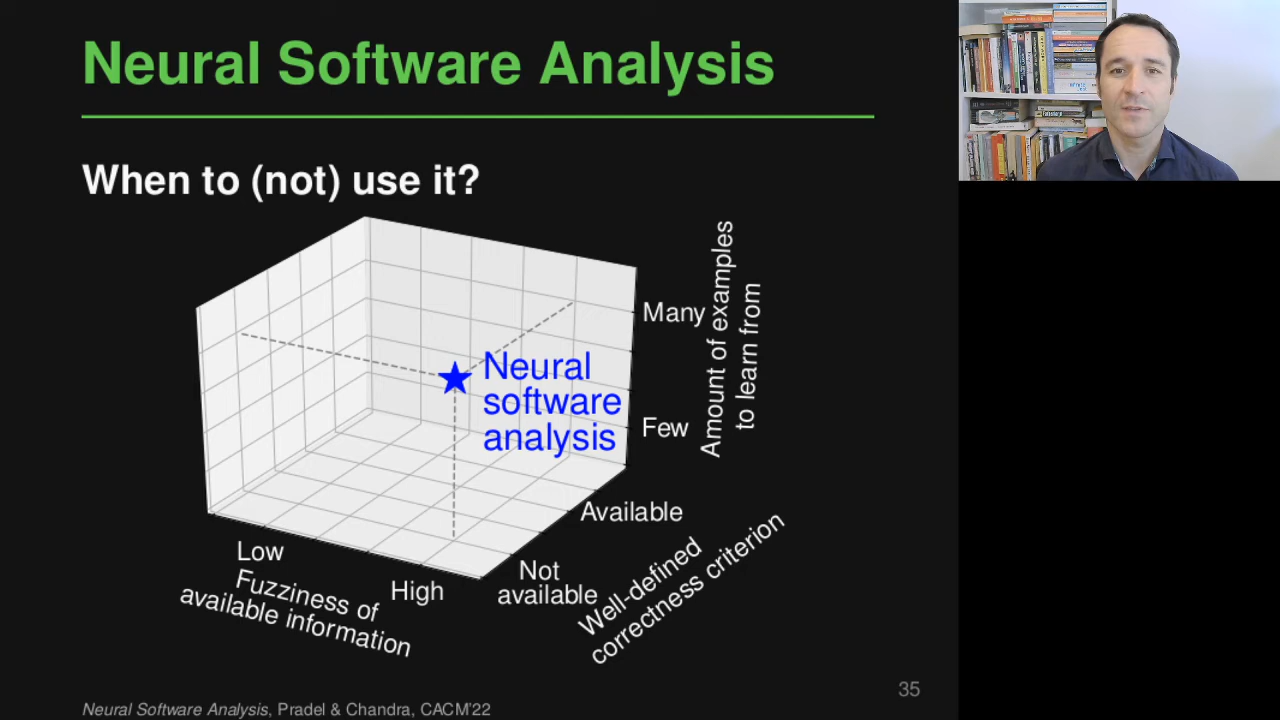 Neural Software Analysis
When to (not) use it?
Many
Few
Amount of examples
to learn from
Neural
software
analysis
Available
Not
available
Well-defined
correctness criterion
Low
High
Fuzziness of
available information
35
Neural Software Analysis, Pradel & Chandra, CACM'22